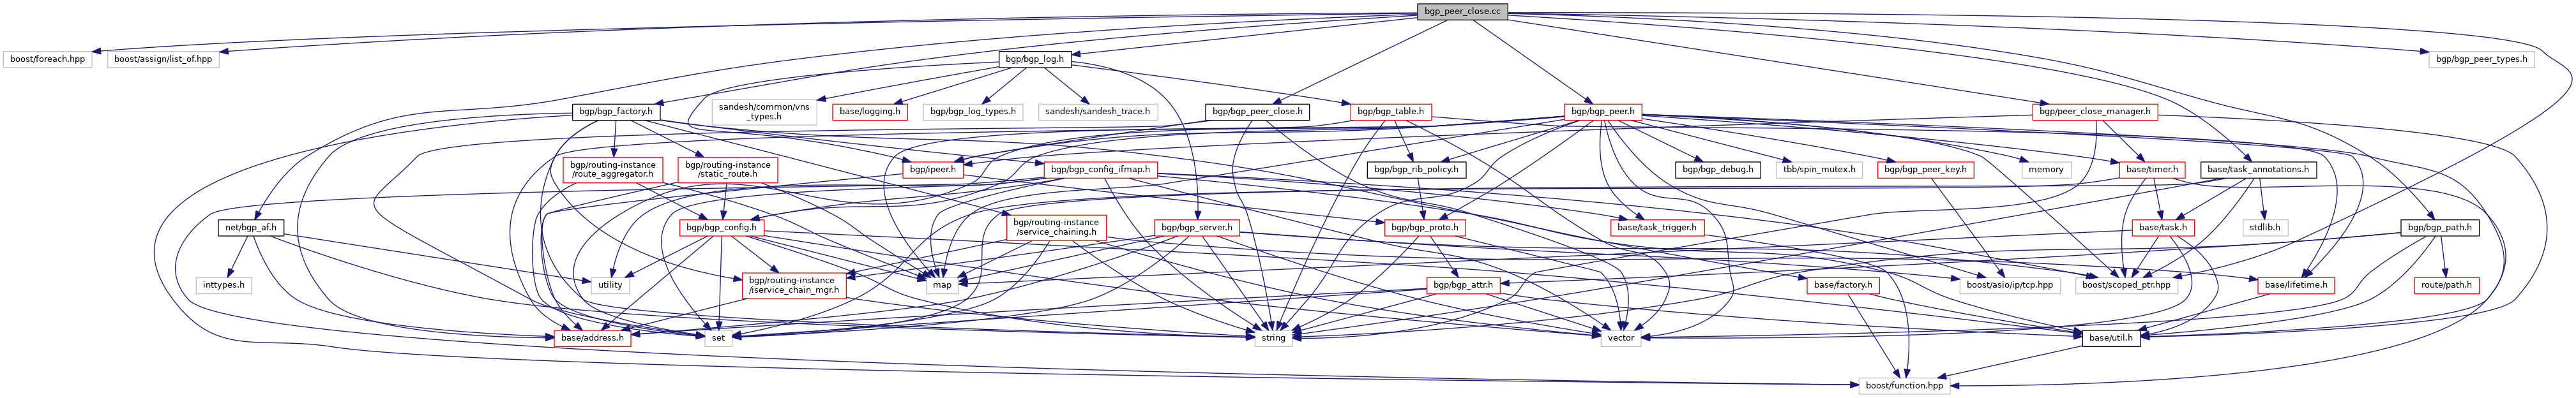 bgp_peer_close.cc
boost/foreach.hpp
boost/assign/list_of.hpp
bgp/bgp_log.h
bgp/bgp_peer_types.h
sandesh/common/vns
_types.h
base/logging.h
bgp/bgp_log_types.h
sandesh/sandesh_trace.h
bgp/bgp_factory.h
bgp/bgp_peer_close.h
bgp/bgp_table.h
bgp/bgp_peer.h
bgp/peer_close_manager.h
bgp/routing-instance
/route_aggregator.h
bgp/routing-instance
/static_route.h
bgp/ipeer.h
bgp/bgp_config_ifmap.h
bgp/bgp_rib_policy.h
bgp/bgp_debug.h
tbb/spin_mutex.h
bgp/bgp_peer_key.h
memory
base/timer.h
base/task_annotations.h
net/bgp_af.h
bgp/bgp_config.h
bgp/routing-instance
/service_chaining.h
bgp/bgp_server.h
bgp/bgp_proto.h
base/task_trigger.h
base/task.h
stdlib.h
bgp/bgp_path.h
inttypes.h
utility
bgp/routing-instance
/iservice_chain_mgr.h
map
bgp/bgp_attr.h
base/factory.h
boost/asio/ip/tcp.hpp
boost/scoped_ptr.hpp
base/lifetime.h
route/path.h
base/address.h
set
string
vector
base/util.h
boost/function.hpp